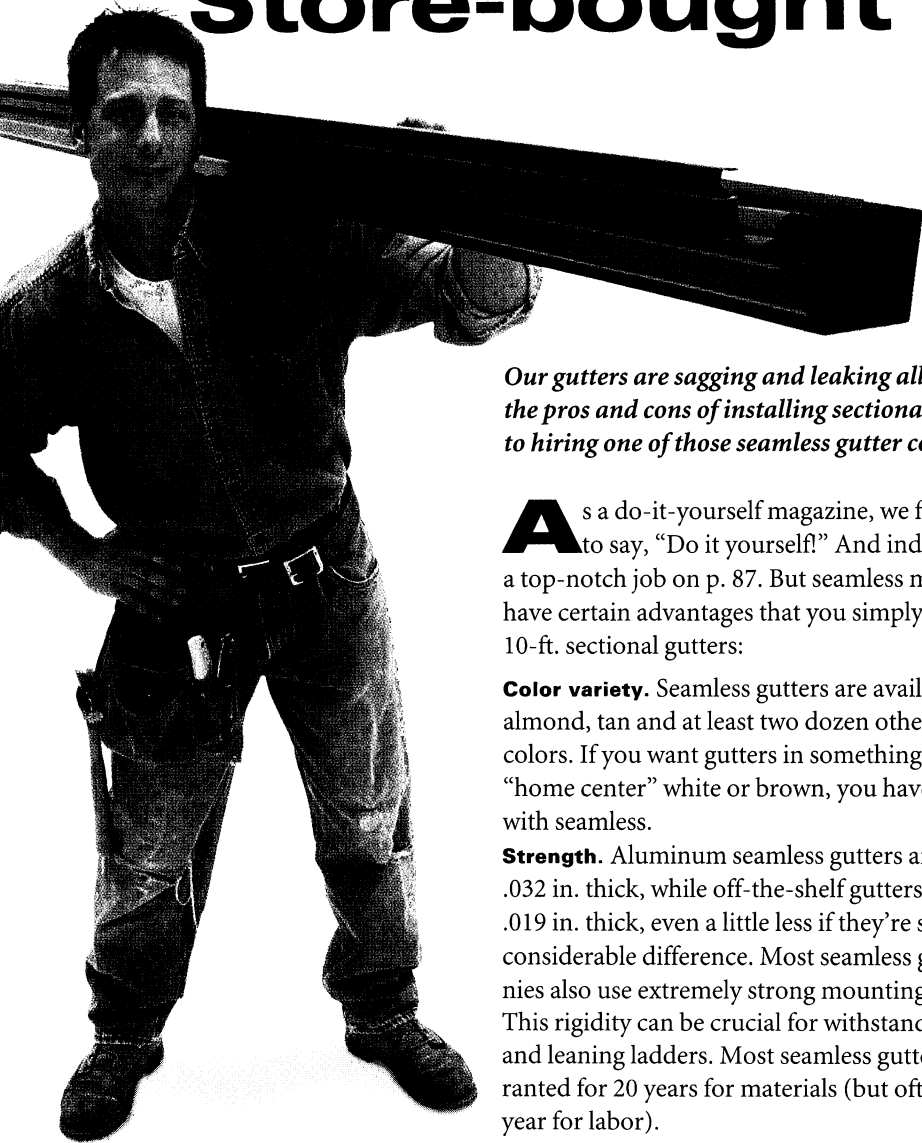 Store-bought
Our gutters are sagging and leaking all
the pros and cons of installing sectiona
to hiring one of those seamless gutter c
As a do-it-yourself magazine, we f
to say, “Do it yourself!” And ind
a top-notch job on p. 87. But seamless m
have certain advantages that you simply
10-ft. sectional gutters:
Color variety. Seamless gutters are avail
almond, tan and at least two dozen othe
colors. If you want gutters in something
“home center” white or brown, you hav
with seamless.
Strength. Aluminum seamless gutters a
.032 in. thick, while off-the-shelf gutters
.019 in. thick, even a little less if they’re s
considerable difference. Most seamless g
nies also use extremely strong mounting
This rigidity can be crucial for withstand
and leaning ladders. Most seamless gutt
ranted for 20 years for materials (but oft
year for labor).